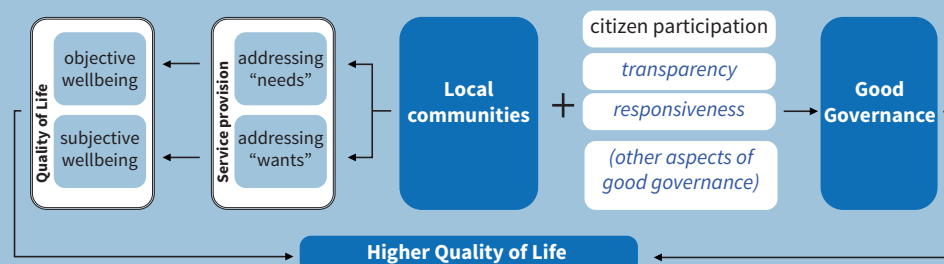 Quality of Life
objective
wellbeing
subjective
wellbeing
Service provision
addressing
“needs”
addressing
“wants”
Local
communities
+
citizen participation
transparency
responsiveness
(other aspects of
good governance)
Good
Governance
Higher Quality of Life